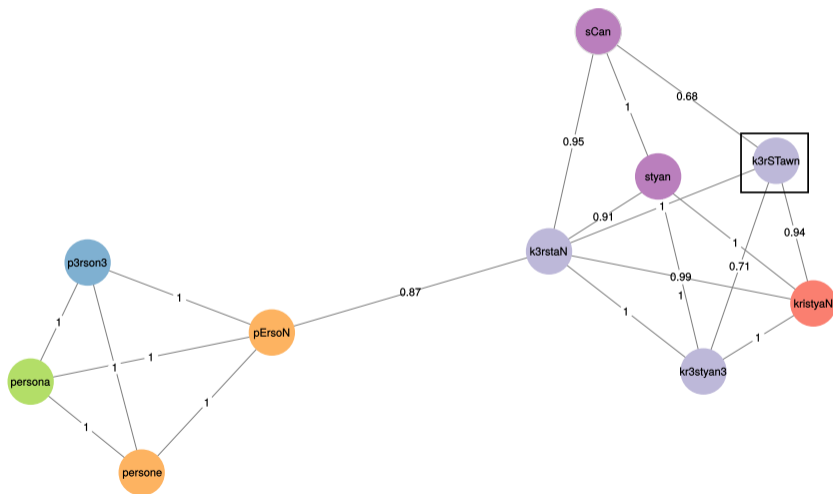 sCan
0.68
1
0.95
k3rSTawn
styan
1
0.91
0.94
1
k3rstaN
p3rson3
0.71
0.99
0.87
1
1
krIstyaN
1
1
pErsoN
1
1
1
kr3styan3
persona
1
1
persone